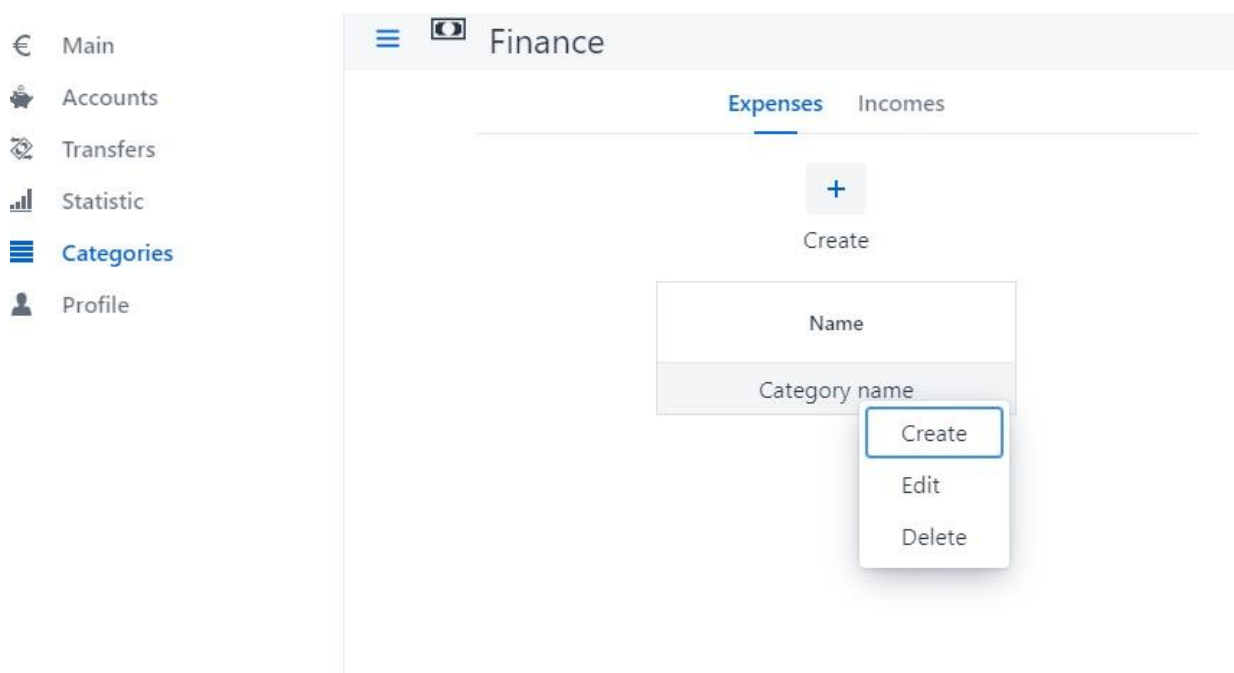 € Main
Accounts
Transfers
Statistic
Categories
Profile
Finance
Expenses Incomes
+
Create
Name
Category name
Create
Edit
Delete